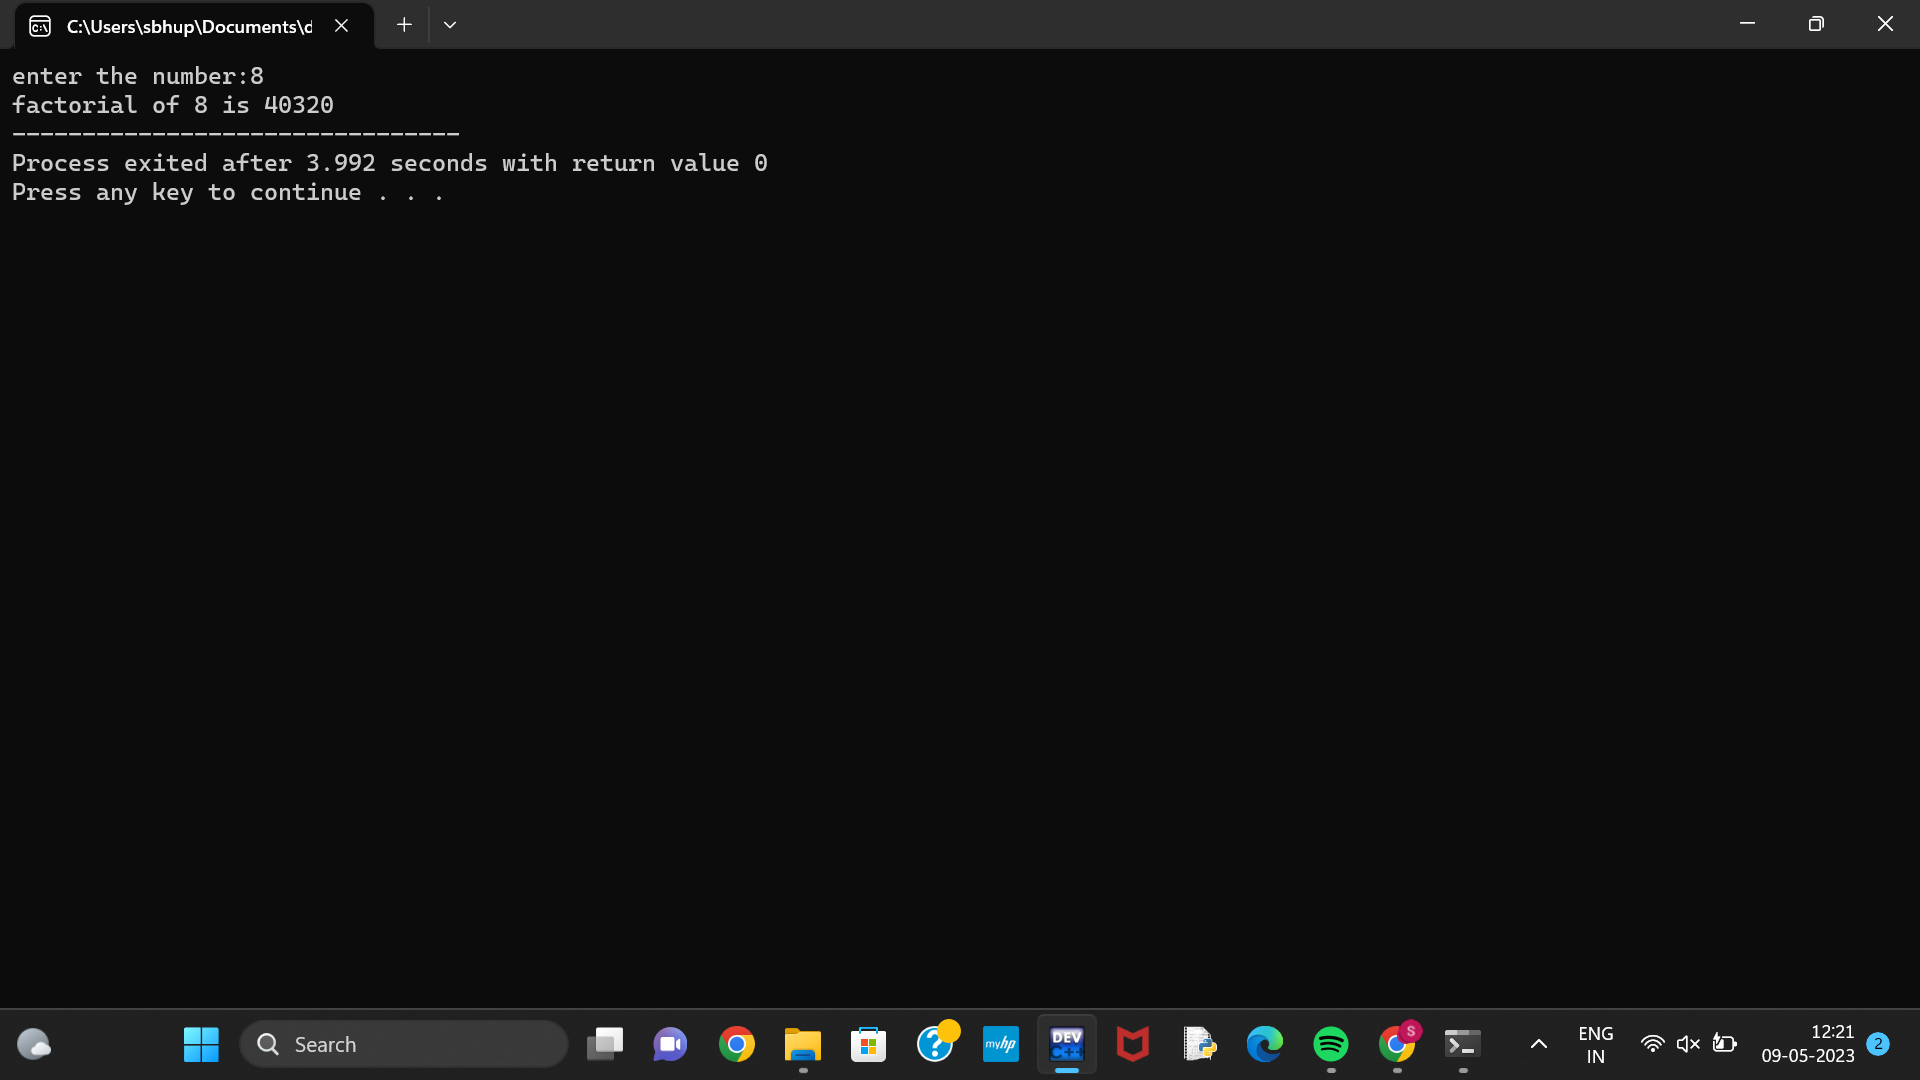 C:\Users\sbhup\Documents\d
enter the number:8
factorial of 8 is 40320
--------------------------------
Process exited after 3.992 seconds with return value 0
Press any key to continue . . .
Search
myhp
DEV
C++
S
ENG
IN
12:21
09-05-2023
2